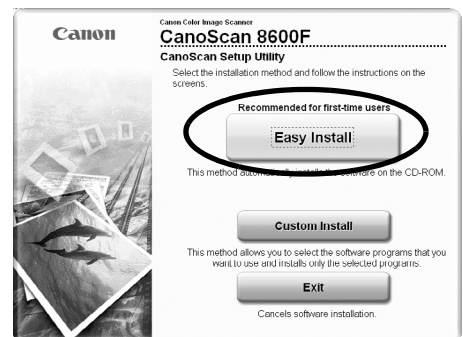 Canon
Canon Color Image Scanner
CanoScan 8600F
CanoScan Setup Utility
Select the installation method and follow the instructions on the
screens.
Recommended for first-time users
Easy Install
This method automatically installs the software on the CD-ROM.
Custom Install
This method allows you to select the software programs that you
want to use and installs only the selected programs.
Exit
Cancels software installation.